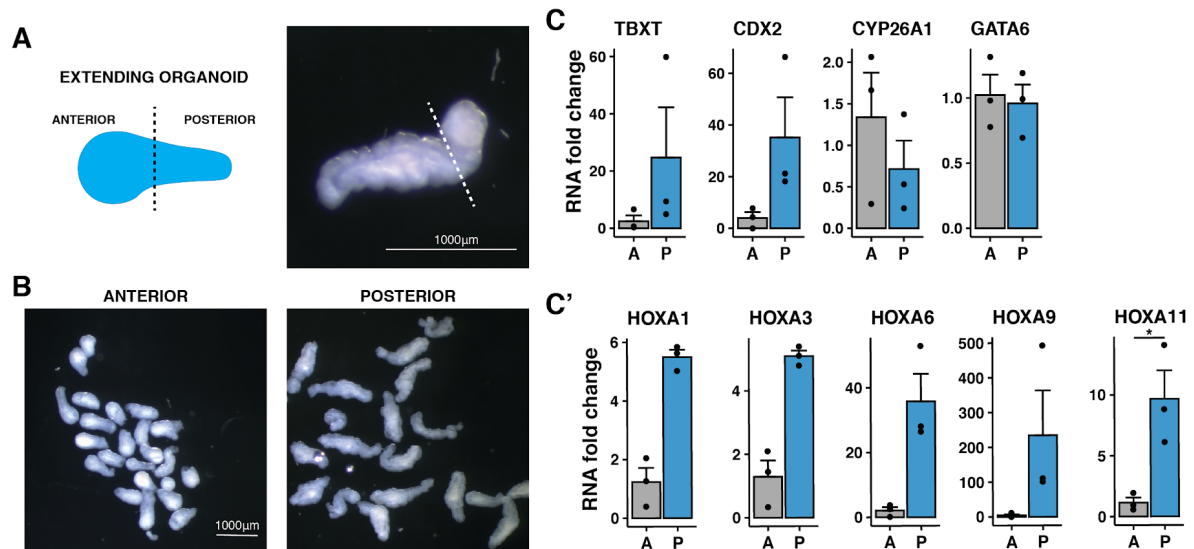 A
EXTENDING ORGANOID
ANTERIOR
POSTERIOR
1000µm
B
ANTERIOR
POSTERIOR
1000µm
C
TBXT CDX2 CYP26A1 GATA6
RNA fold change
60
40
20
0
60
40
20
0
2.0
1.5
1.0
0.5
0.0
1.0
0.5
0.0
A P A P A P A P
C'
HOXA1 HOXA3 HOXA6 HOXA9 HOXA11
*
RNA fold change
6
4
2
0
4
2
0
40
20
0
500
400
300
200
100
0
10
5
0
A P A P A P A P A P